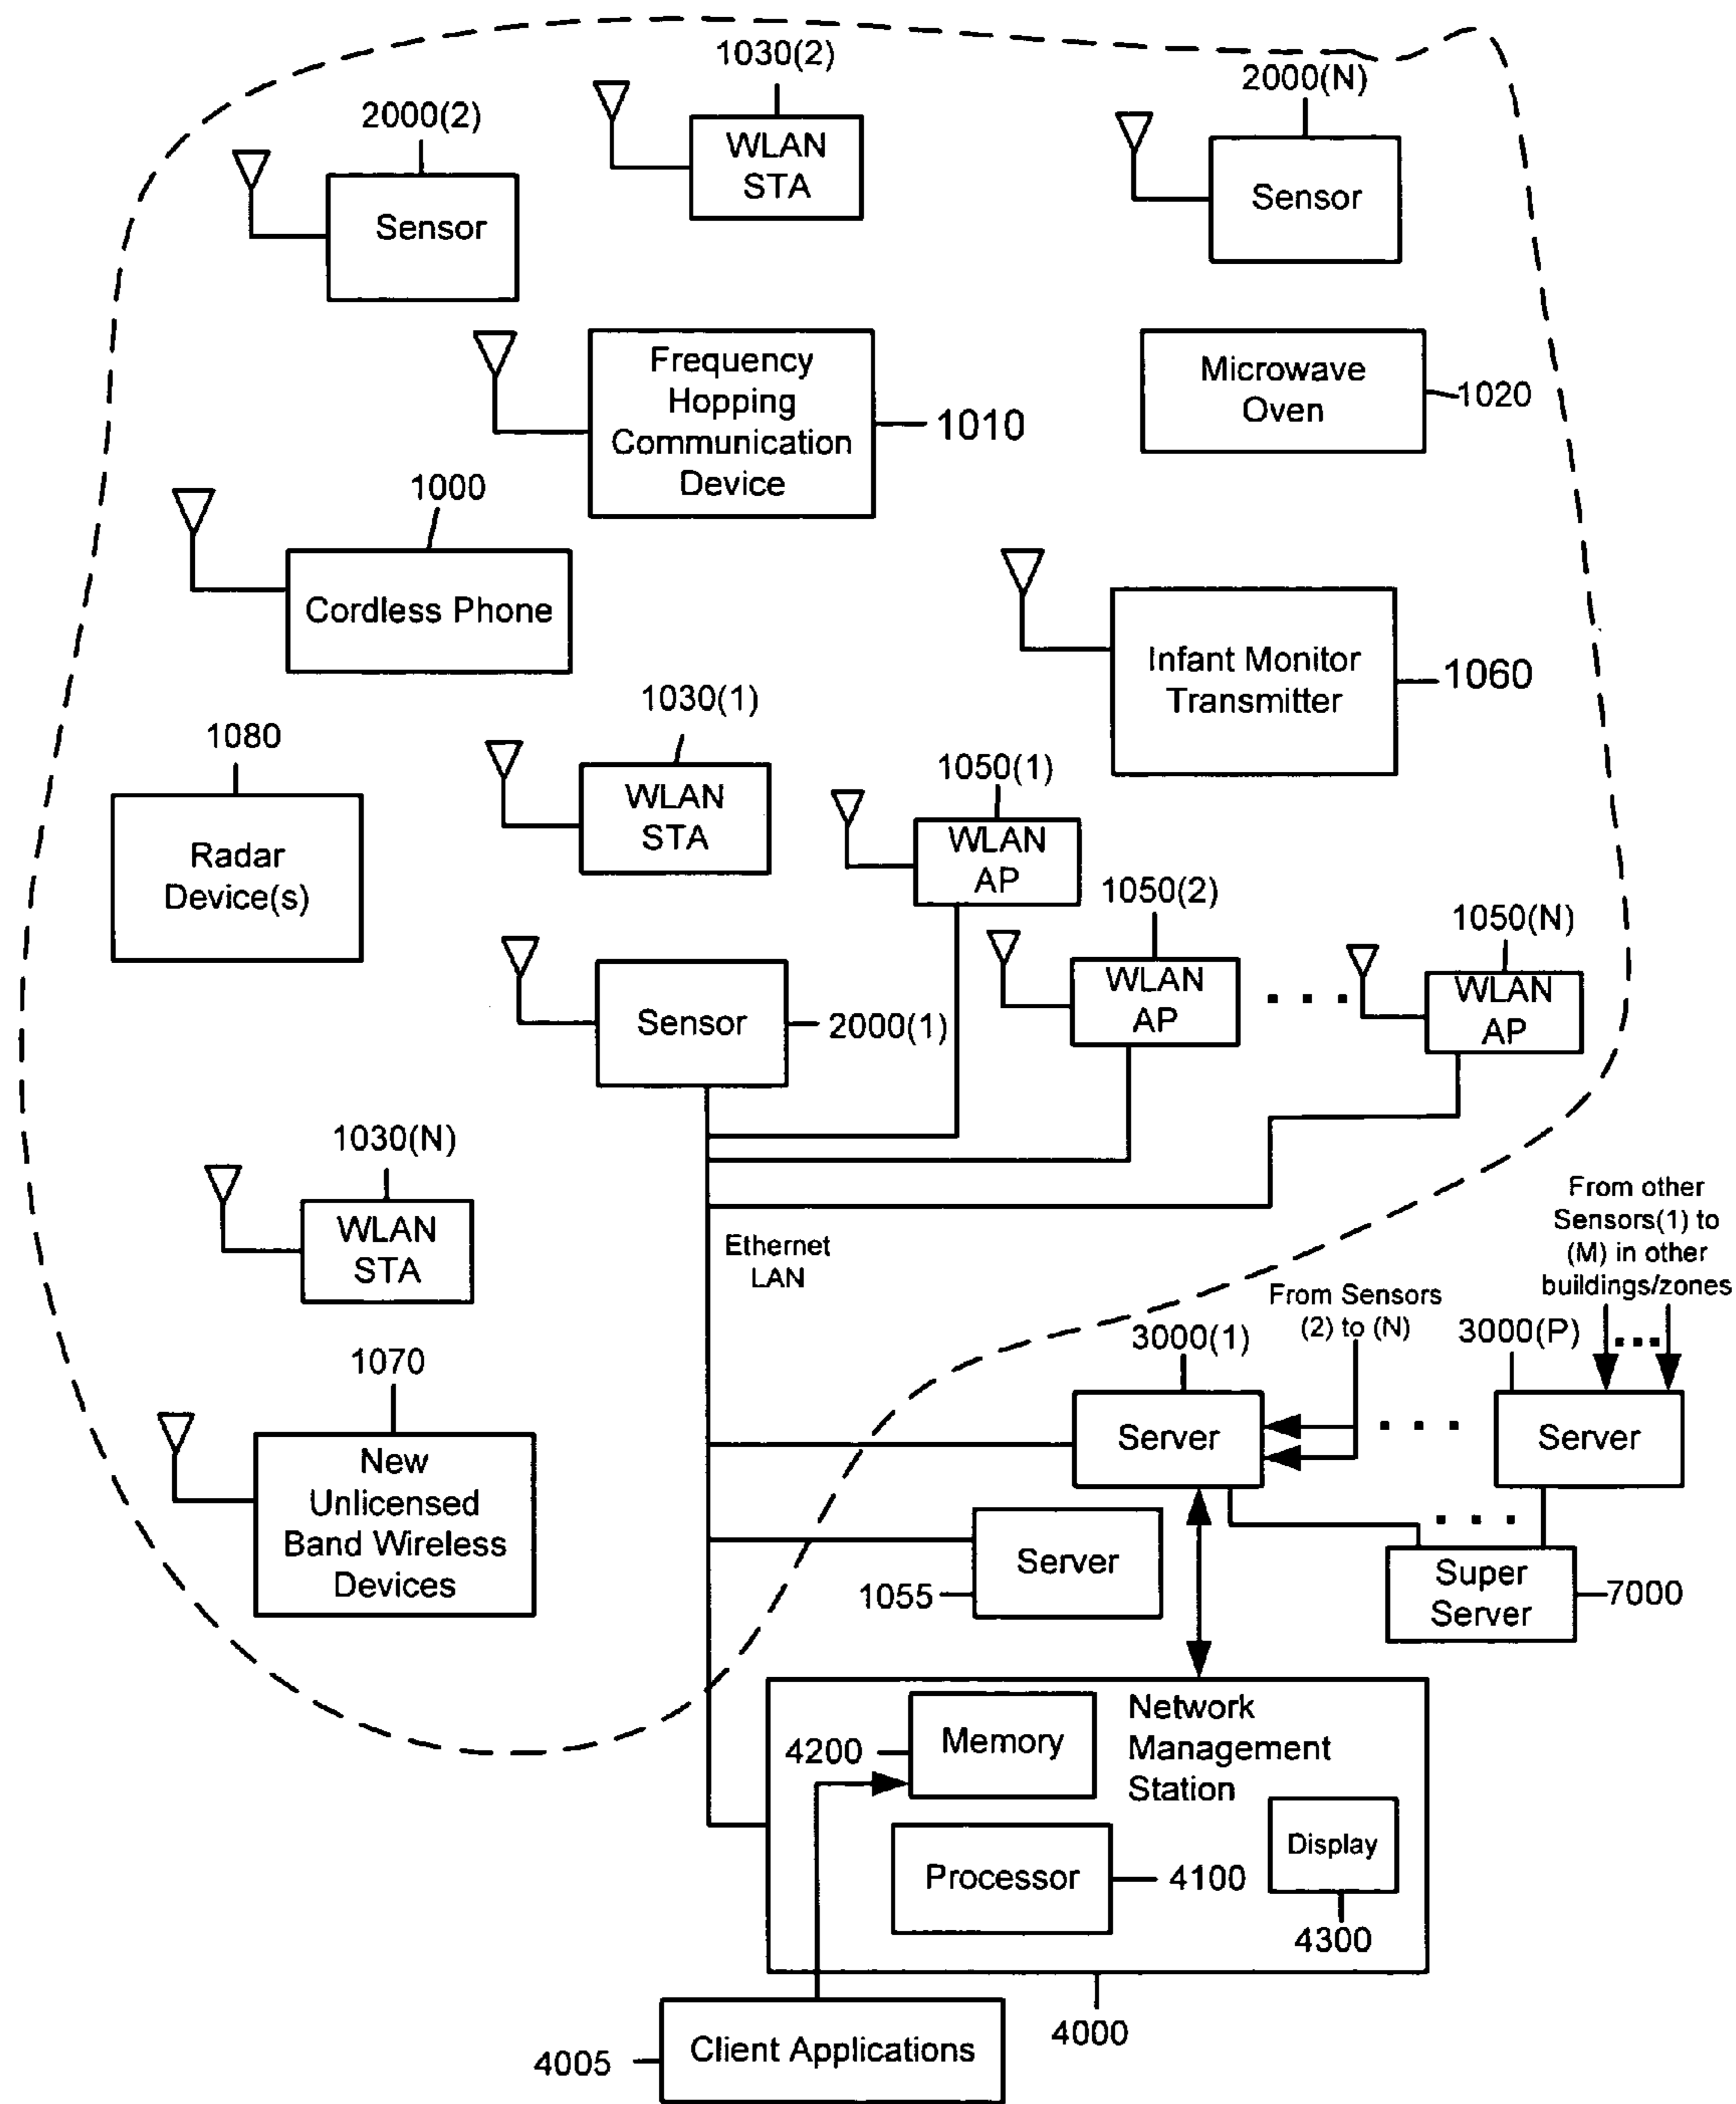 1030(2)
2000(N)
2000(2)
WLAN
STA
Sensor
Sensor
Frequency
Hopping
Communication
Device
1010
Microwave
Oven
1020
1000
Cordless Phone
Infant Monitor
Transmitter
1060
1030(1)
1080
WLAN
STA
1050(1)
Radar
Device(s)
WLAN
AP
1050(2)
1050(N)
WLAN
AP
WLAN
AP
Sensor
2000(1)
1030(N)
WLAN
STA
Ethernet
LAN
From other
Sensors(1) to
(M) in other
buildings/zones
From Sensors
(2) to (N)
3000(1)
3000(P)
1070
Server
Server
New
Unlicensed
Band Wireless
Devices
Server
1055
Super
Server
7000
Network
Management
Station
Memory
4200
Display
Processor
4100
4300
4000
Client Applications
4005